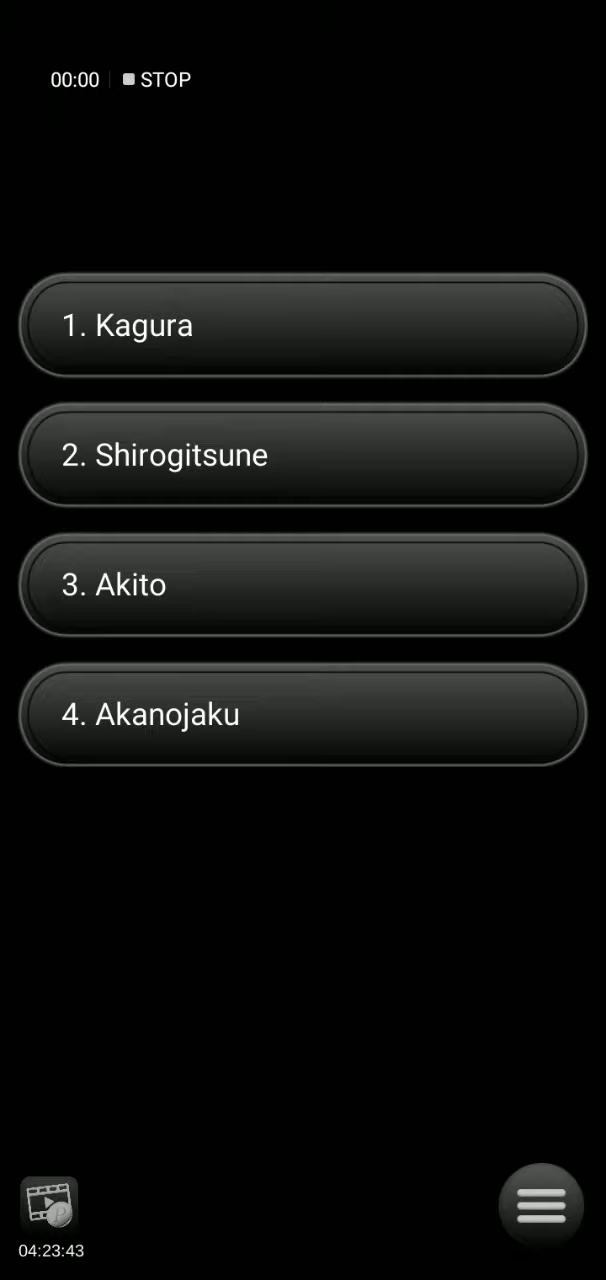 00:00 STOP
1. Kagura
2. Shirogitsune
3. Akito
4. Akanojaku
P
04:23:43